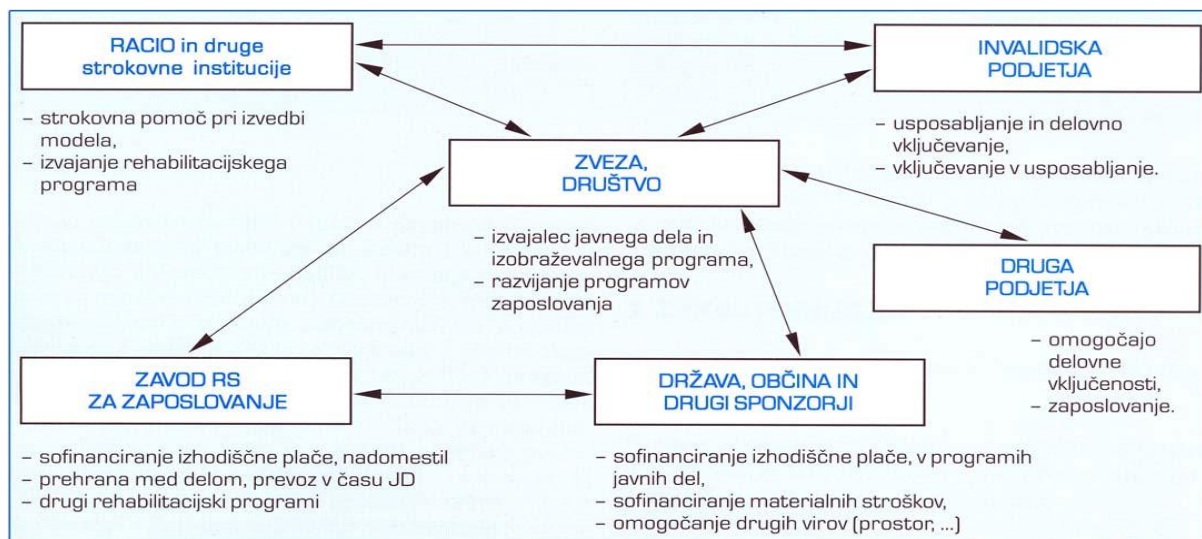 RACIO in druge
strokovne institucije
– strokovna pomoč pri izvedbi
modela,
– izvajanje rehabilitacijskega
programa
INVALIDSKA
PODJETJA
– usposabljanje in delovno
vključevanje,
– vključevanje v usposabljanje.
ZVEZA,
DRUŠTVO
– izvajalec javnega dela in
izobraževalnega programa,
– razvijanje programov
zaposlovanja
DRUGA
PODJETJA
– omogočajo
delovne
vključenosti,
– zaposlovanje.
ZAVOD RS
ZA ZAPOSLOVANJE
– sofinanciranje izhodiščne plače, nadomestil
– prehrana med delom, prevoz v času JD
– drugi rehabilitacijski programi
DRŽAVA, OBČINA IN
DRUGI SPONZORJI
– sofinanciranje izhodiščne plače, v programih
javnih del,
– sofinanciranje materialnih stroškov,
– omogočanje drugih virov (prostor, ...)